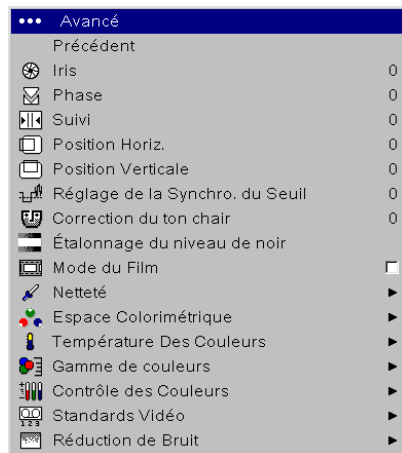 ••• Avancé
Précédent
Iris 0
Phase 0
Suivi 0
Position Horiz. 0
Position Verticale 0
Réglage de la Synchro. du Seuil 0
Correction du ton chair 0
Étalonnage du niveau de noir
Mode du Film
Netteté
Espace Colorimétrique
Température Des Couleurs
Gamme de couleurs
Contrôle des Couleurs
123 Standards Vidéo
Réduction de Bruit